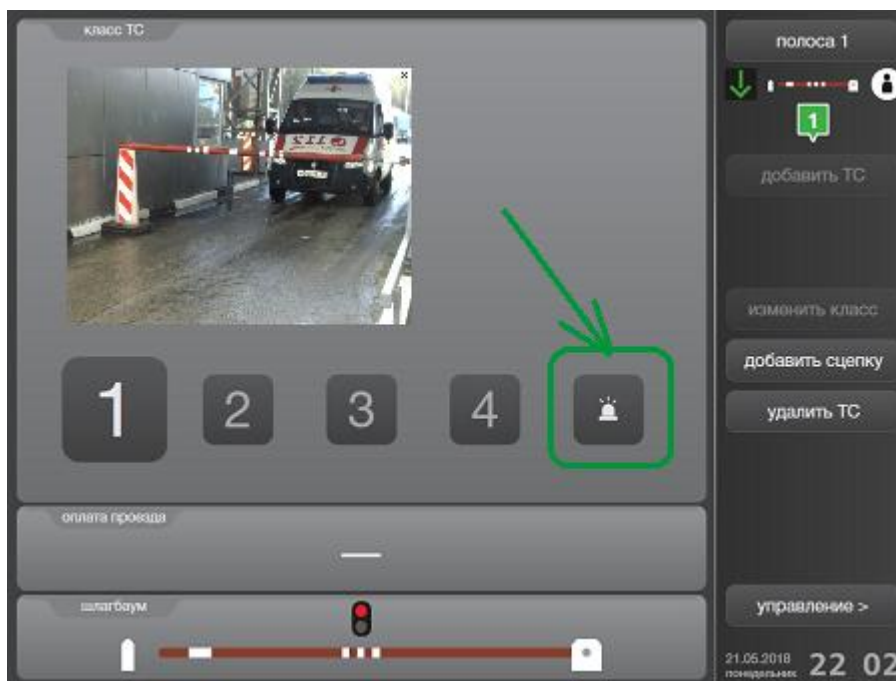 класс ТС
112
1
2
3
4
оплата проезда
—
шлагбаум
полоса 1
1
добавить ТС
изменить класс
добавить сцепку
удалить ТС
управление >
21.05.2018
понедельник
22 02